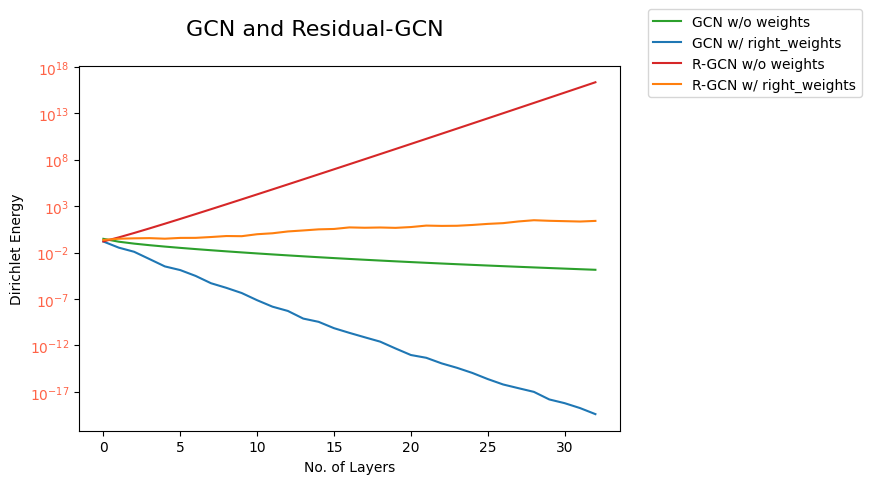 GCN and Residual-GCN
GCN w/o weights
GCN w/ right_weights
R-GCN w/o weights
R-GCN w/ right_weights
Dirichlet Energy
10^18
10^13
10^8
10^3
10^−2
10^−7
10^−12
10^−17
0 5 10 15 20 25 30
No. of Layers